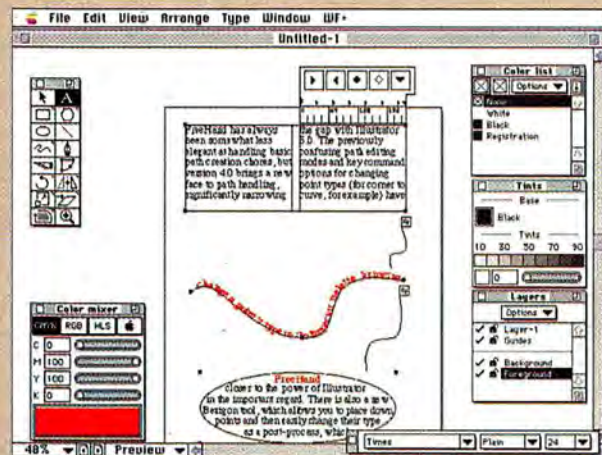 File Edit View Arrange Type Window WF+
Untitled-1
FreeHand has always
been somewhat less
elegant as handling basic
path creation chores, but
version 4.0 brings a new
face to path handling,
significantly narrowing
the gap with Illustrator
5.0. The previously
confusing path editing
modes and key command
options for changing
point types (for corner to
curve, for example) have
FreeHand
closer to the power of Illustrator
in the important regard. There is also a new
Bezigon tool, which allows you to place down
points and then easily change their type
as a post-process, which
Color list
Options
None
White
Black
Registration
Tints
Base
Black
Tints
10 30 50 70 90
0
Layers
Options
Layer-1
Guides
Background
Foreground
Color mixer
CMYK RGB HLS
C 0
M 100
Y 100
K 0
48% Preview
Times Plain 24